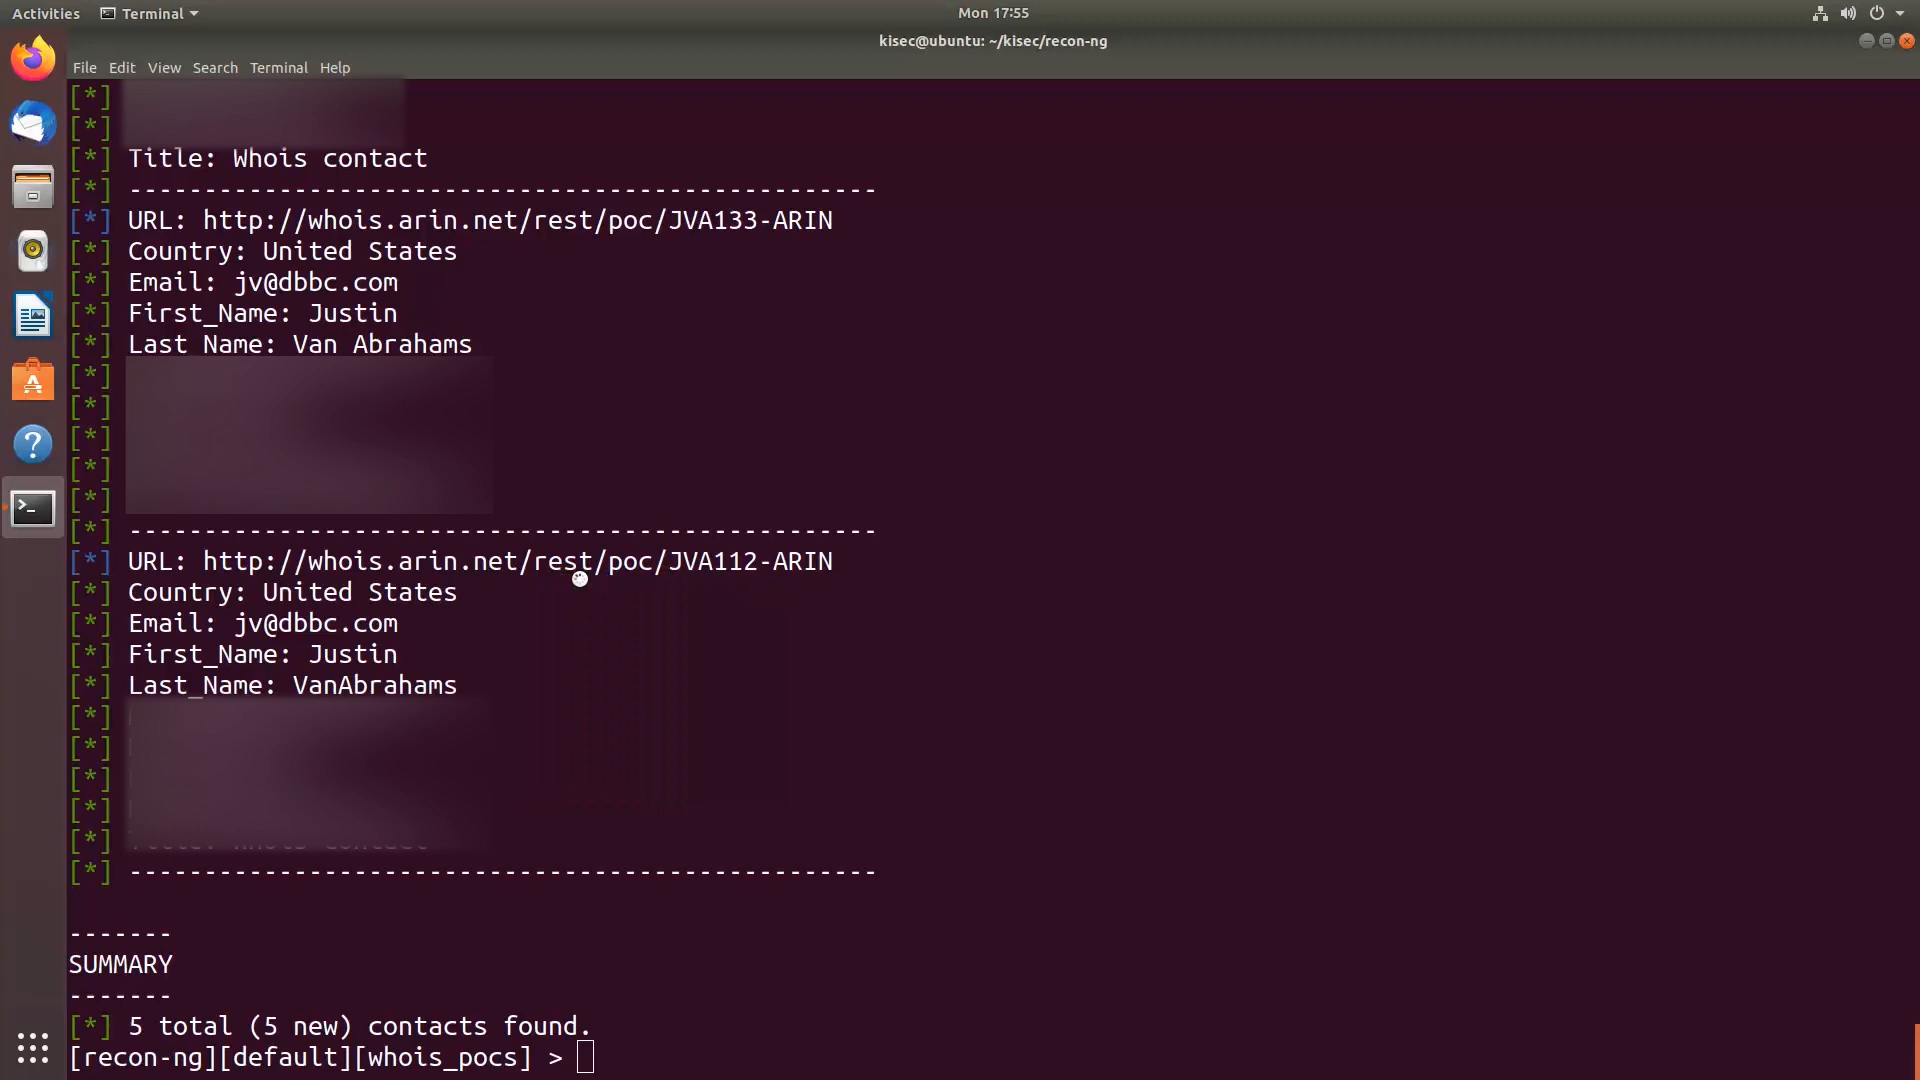 Activities Terminal Mon 17:55
kisec@ubuntu: ~/kisec/recon-ng
File Edit View Search Terminal Help
[*]
[*]
[*] Title: Whois contact
[*] --------------------------------------------------
[*] URL: http://whois.arin.net/rest/poc/JVA133-ARIN
[*] Country: United States
[*] Email: jv@dbbc.com
[*] First_Name: Justin
[*] Last Name: Van Abrahams
[*]
[*]
[*]
[*]
[*]
[*] --------------------------------------------------
[*] URL: http://whois.arin.net/rest/poc/JVA112-ARIN
[*] Country: United States
[*] Email: jv@dbbc.com
[*] First_Name: Justin
[*] Last_Name: VanAbrahams
[*]
[*]
[*]
[*]
[*]
[*] --------------------------------------------------
-------
SUMMARY
-------
[*] 5 total (5 new) contacts found.
[recon-ng][default][whois_pocs] >